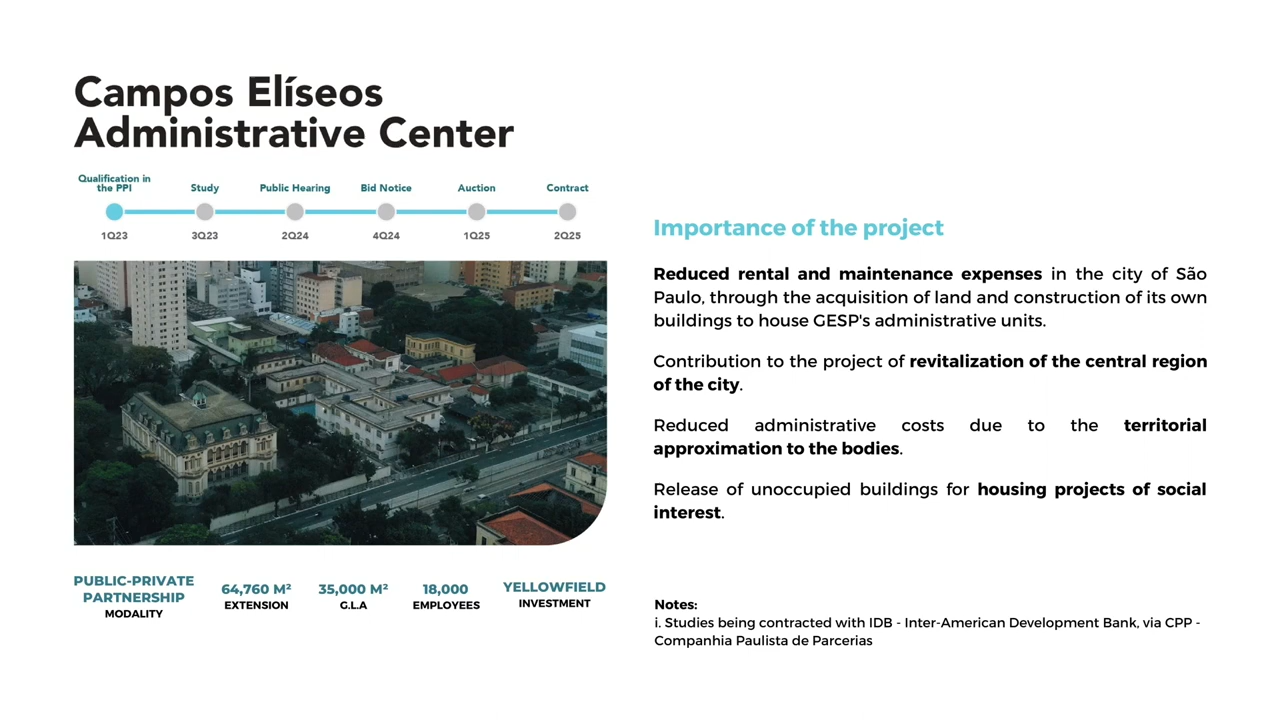 Campos Elíseos
Administrative Center
Qualification in
the PPI
Study
Public Hearing
Bid Notice
Auction
Contract
1Q23
3Q23
2Q24
4Q24
1Q25
2Q25
Importance of the project
Reduced rental and maintenance expenses in the city of São
Paulo, through the acquisition of land and construction of its own
buildings to house GESP's administrative units.
Contribution to the project of revitalization of the central region
of the city.
Reduced administrative costs due to the territorial
approximation to the bodies.
Release of unoccupied buildings for housing projects of social
interest.
PUBLIC-PRIVATE
PARTNERSHIP
MODALITY
64,760 M²
EXTENSION
35,000 M²
G.L.A
18,000
EMPLOYEES
YELLOWFIELD
INVESTMENT
Notes:
i. Studies being contracted with IDB - Inter-American Development Bank, via CPP -
Companhia Paulista de Parcerias